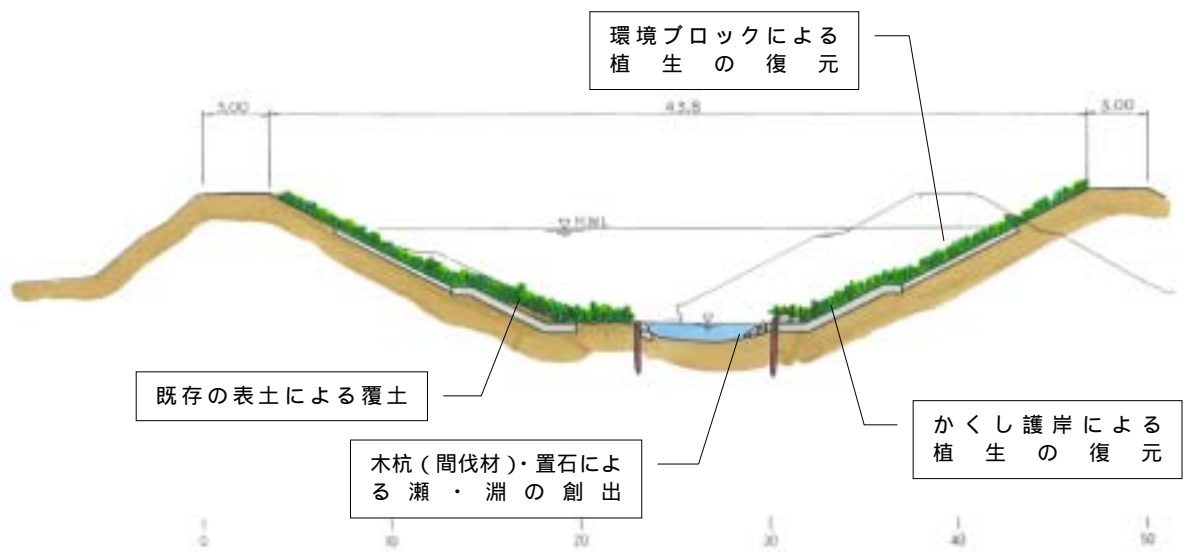 環境ブロックによる
植生の復元
3.00
43.8
3.00
H.W.L
既存の表土による覆土
かくし護岸による
植生の復元
木杭(間伐材)・置石によ
る瀬・淵の創出
0
10
20
30
40
50